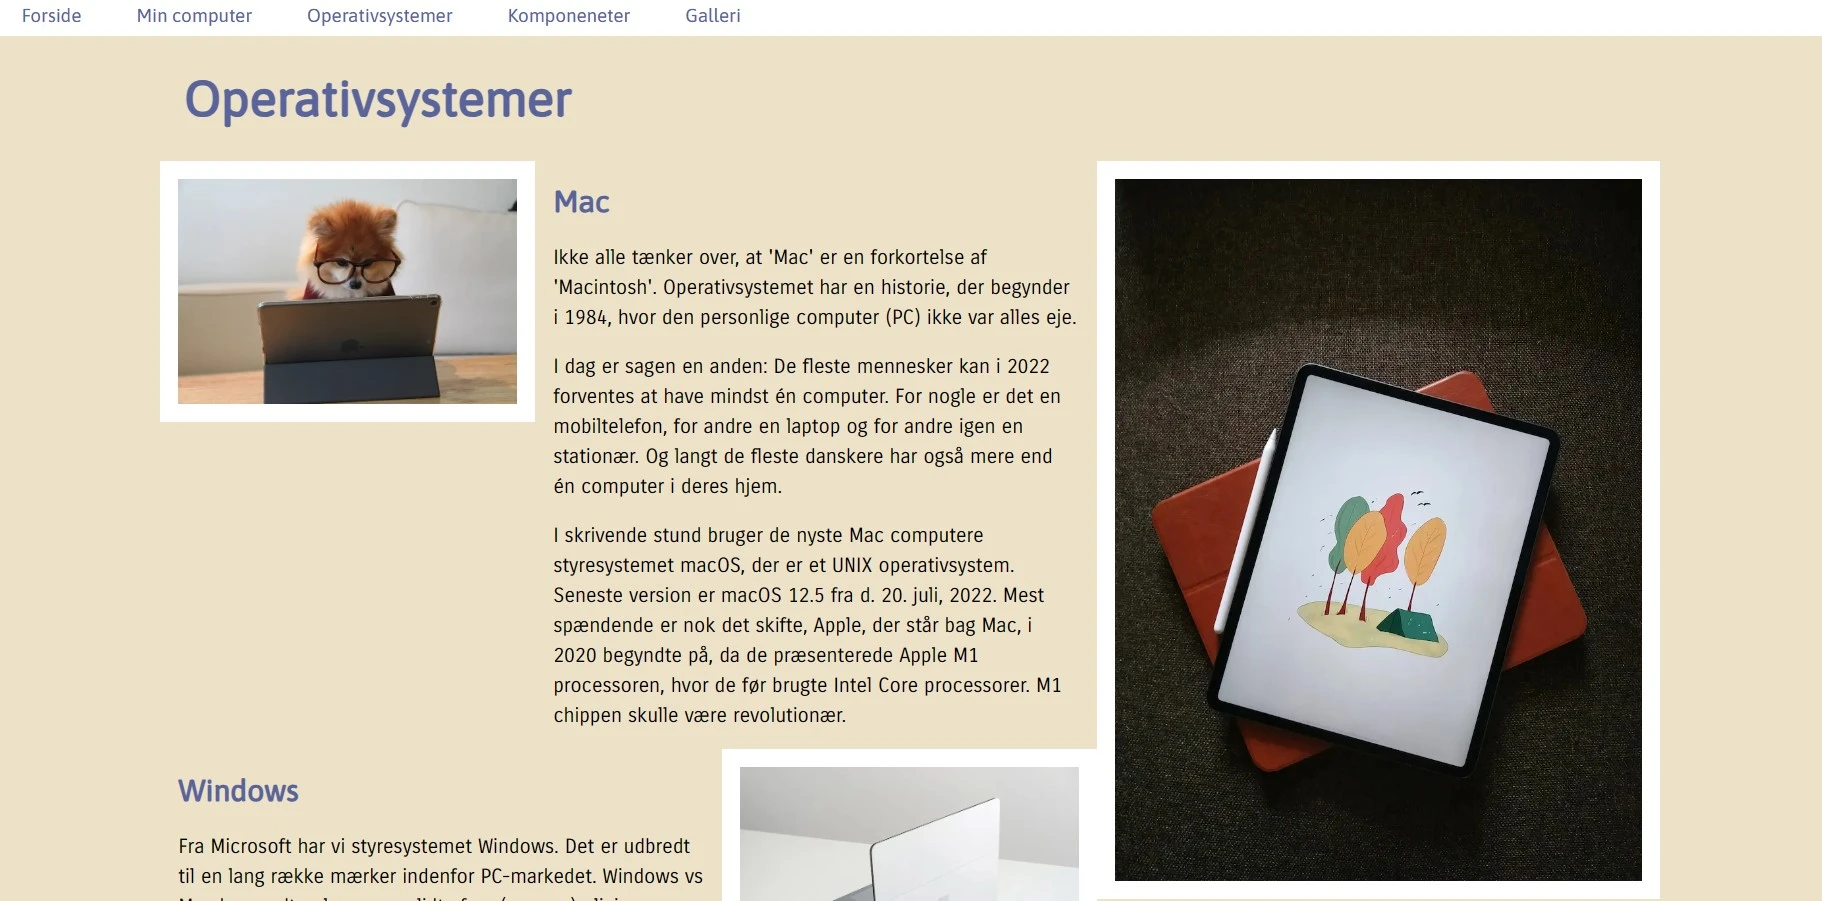 Forside Min computer Operativsystemer Komponeneter Galleri
Operativsystemer
Mac
Ikke alle tænker over, at 'Mac' er en forkortelse af
'Macintosh'. Operativsystemet har en historie, der begynder
i 1984, hvor den personlige computer (PC) ikke var alles eje.
I dag er sagen en anden: De fleste mennesker kan i 2022
forventes at have mindst én computer. For nogle er det en
mobiltelefon, for andre en laptop og for andre igen en
stationær. Og langt de fleste danskere har også mere end
én computer i deres hjem.
I skrivende stund bruger de nyste Mac computere
styresystemet macOS, der er et UNIX operativsystem.
Seneste version er macOS 12.5 fra d. 20. juli, 2022. Mest
spændende er nok det skifte, Apple, der står bag Mac, i
2020 begyndte på, da de præsenterede Apple M1
processoren, hvor de før brugte Intel Core processorer. M1
chippen skulle være revolutionær.
Windows
Fra Microsoft har vi styresystemet Windows. Det er udbredt
til en lang række mærker indenfor PC-markedet. Windows vs